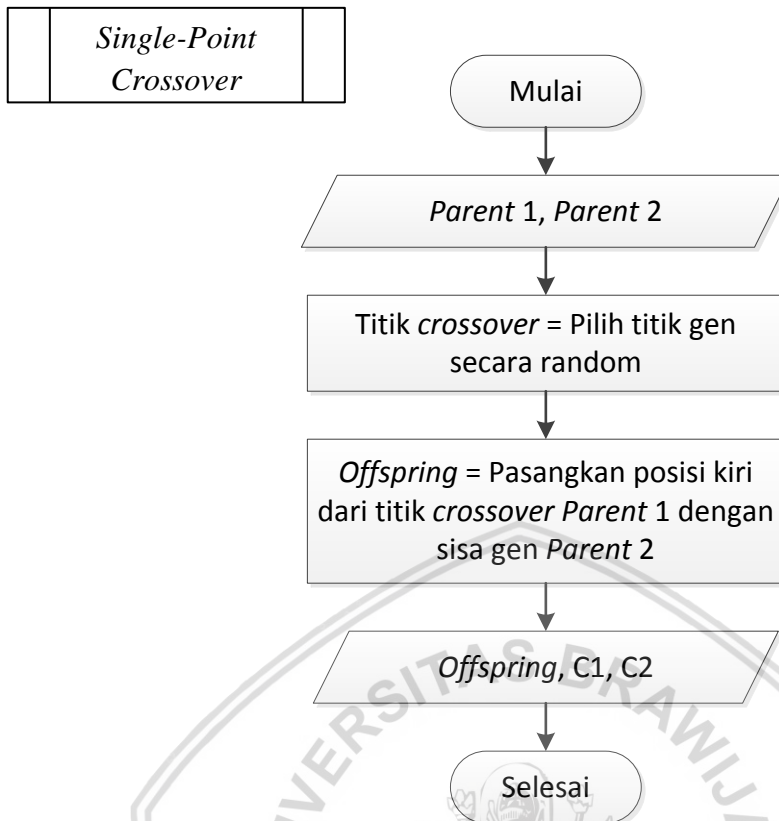 Single-Point
Crossover
Mulai
Parent 1, Parent 2
Titik crossover = Pilih titik gen
secara random
Offspring = Pasangkan posisi kiri
dari titik crossover Parent 1 dengan
sisa gen Parent 2
Offspring, C1, C2
Selesai